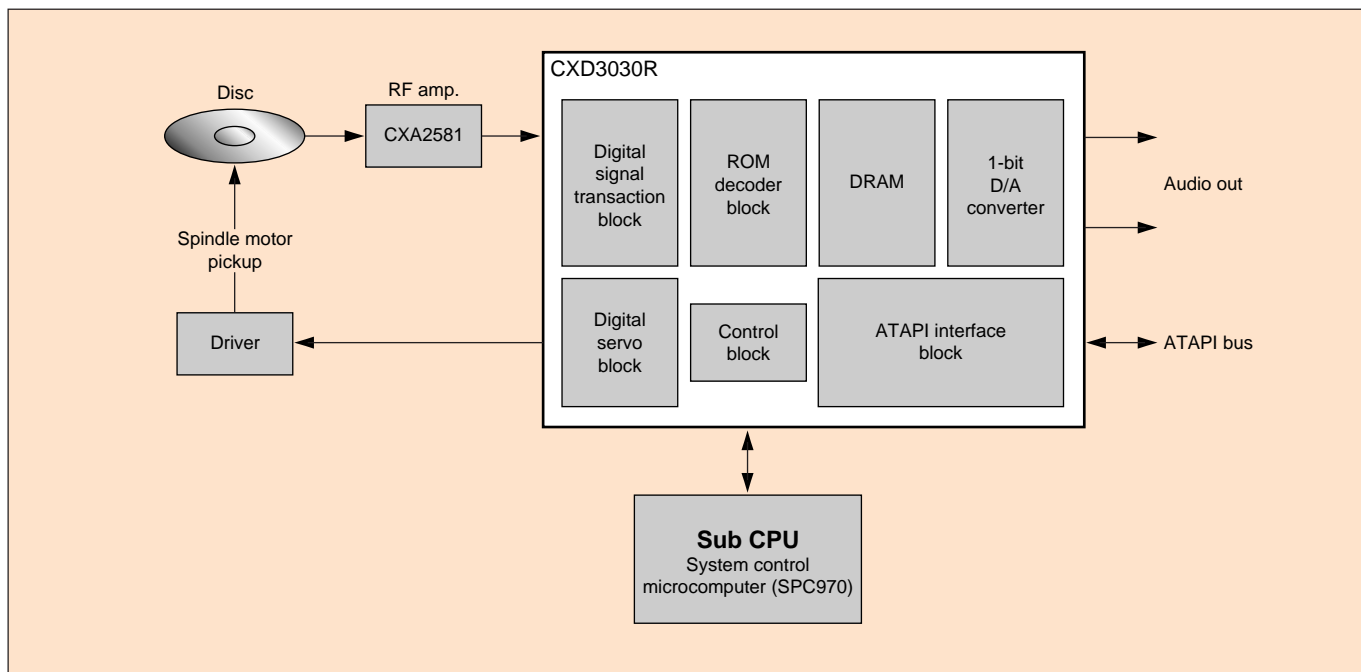 CXD3030R
Disc
RF amp.
CXA2581
Digital
signal
transaction
block
ROM
decoder
block
DRAM
1-bit
D/A
converter
Audio out
Spindle motor
pickup
Driver
Digital
servo
block
Control
block
ATAPI interface
block
ATAPI bus
Sub CPU
System control
microcomputer (SPC970)